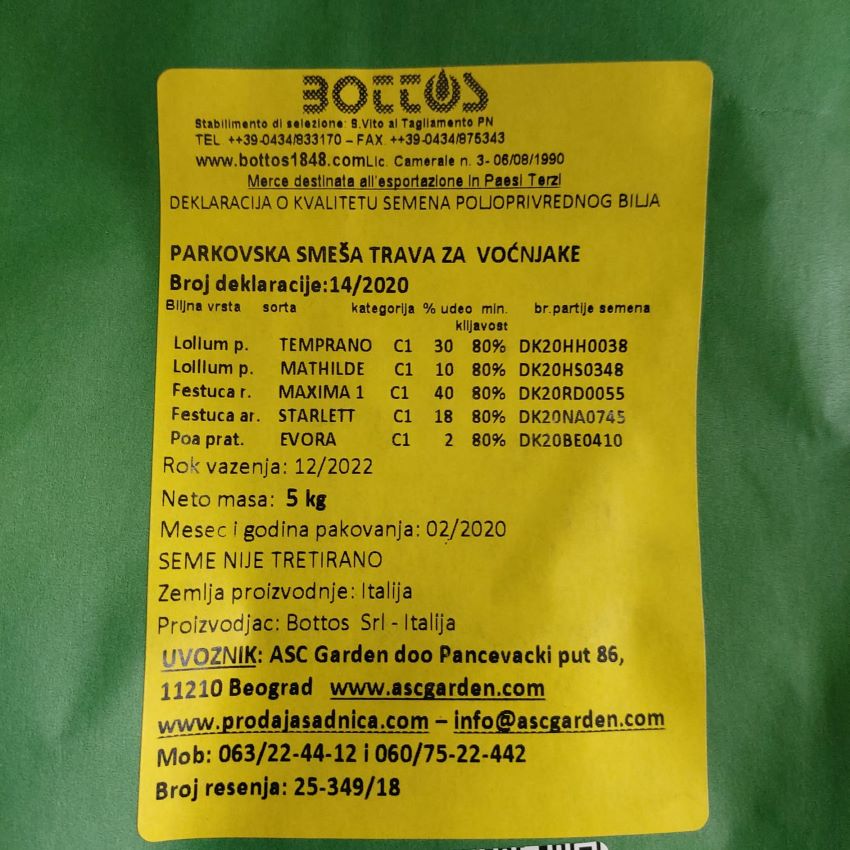 BOTTOS
Stabilimento di selezione: S.Vito al Tagliamento PN
TEL ++39-0434/833170 – FAX ++39-0434/875343
www.bottos1848.comLic. Camerale n. 3- 06/08/1990
Merce destinata all'esportazione in Paesi Terzi
DEKLARACIJA O KVALITETU SEMENA POLJOPRIVREDNOG BILJA
PARKOVSKA SMEŠA TRAVA ZA VOĆNJAKE
Broj deklaracije:14/2020
Biljna vrsta sorta kategorija % udeo min. br.partije semena
klijavost
Lolium p. TEMPRANO C1 30 80% DK20HH0038
Lollium p. MATHILDE C1 10 80% DK20HS0348
Festuca r. MAXIMA 1 C1 40 80% DK20RD0055
Festuca ar. STARLETT C1 18 80% DK20NA0745
Poa prat. EVORA C1 2 80% DK20BE0410
Rok vazenja: 12/2022
Neto masa: 5 kg
Mesec i godina pakovanja: 02/2020
SEME NIJE TRETIRANO
Zemlja proizvodnje: Italija
Proizvodjac: Bottos Srl - Italija
UVOZNIK: ASC Garden doo Pancevacki put 86,
11210 Beograd www.ascgarden.com
www.prodajasadnica.com – info@ascgarden.com
Mob: 063/22-44-12 i 060/75-22-442
Broj resenja: 25-349/18